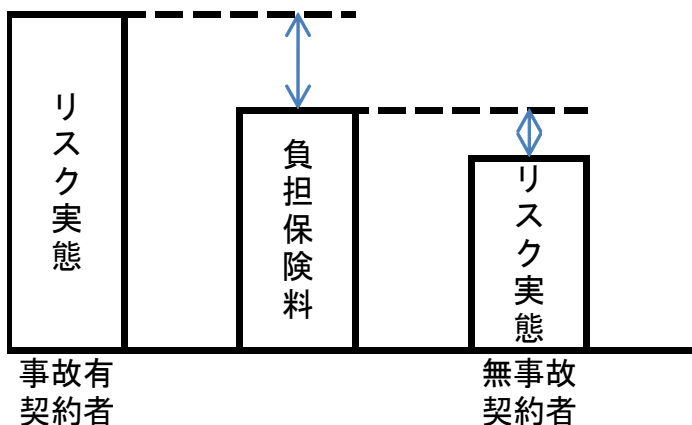 リスク実態
負担保険料
リスク実態
事故有
契約者
無事故
契約者